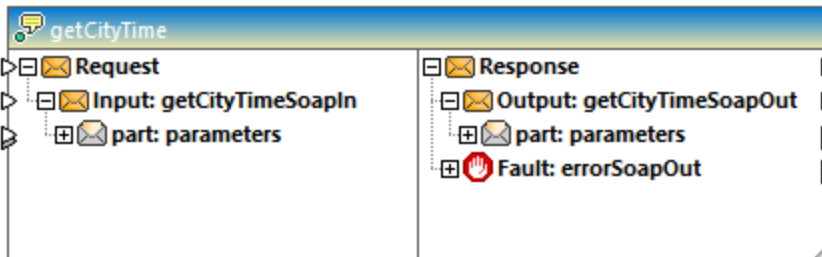 getCityTime
Request
Input: getCityTimeSoapIn
part: parameters
Response
Output: getCityTimeSoapOut
part: parameters
Fault: errorSoapOut